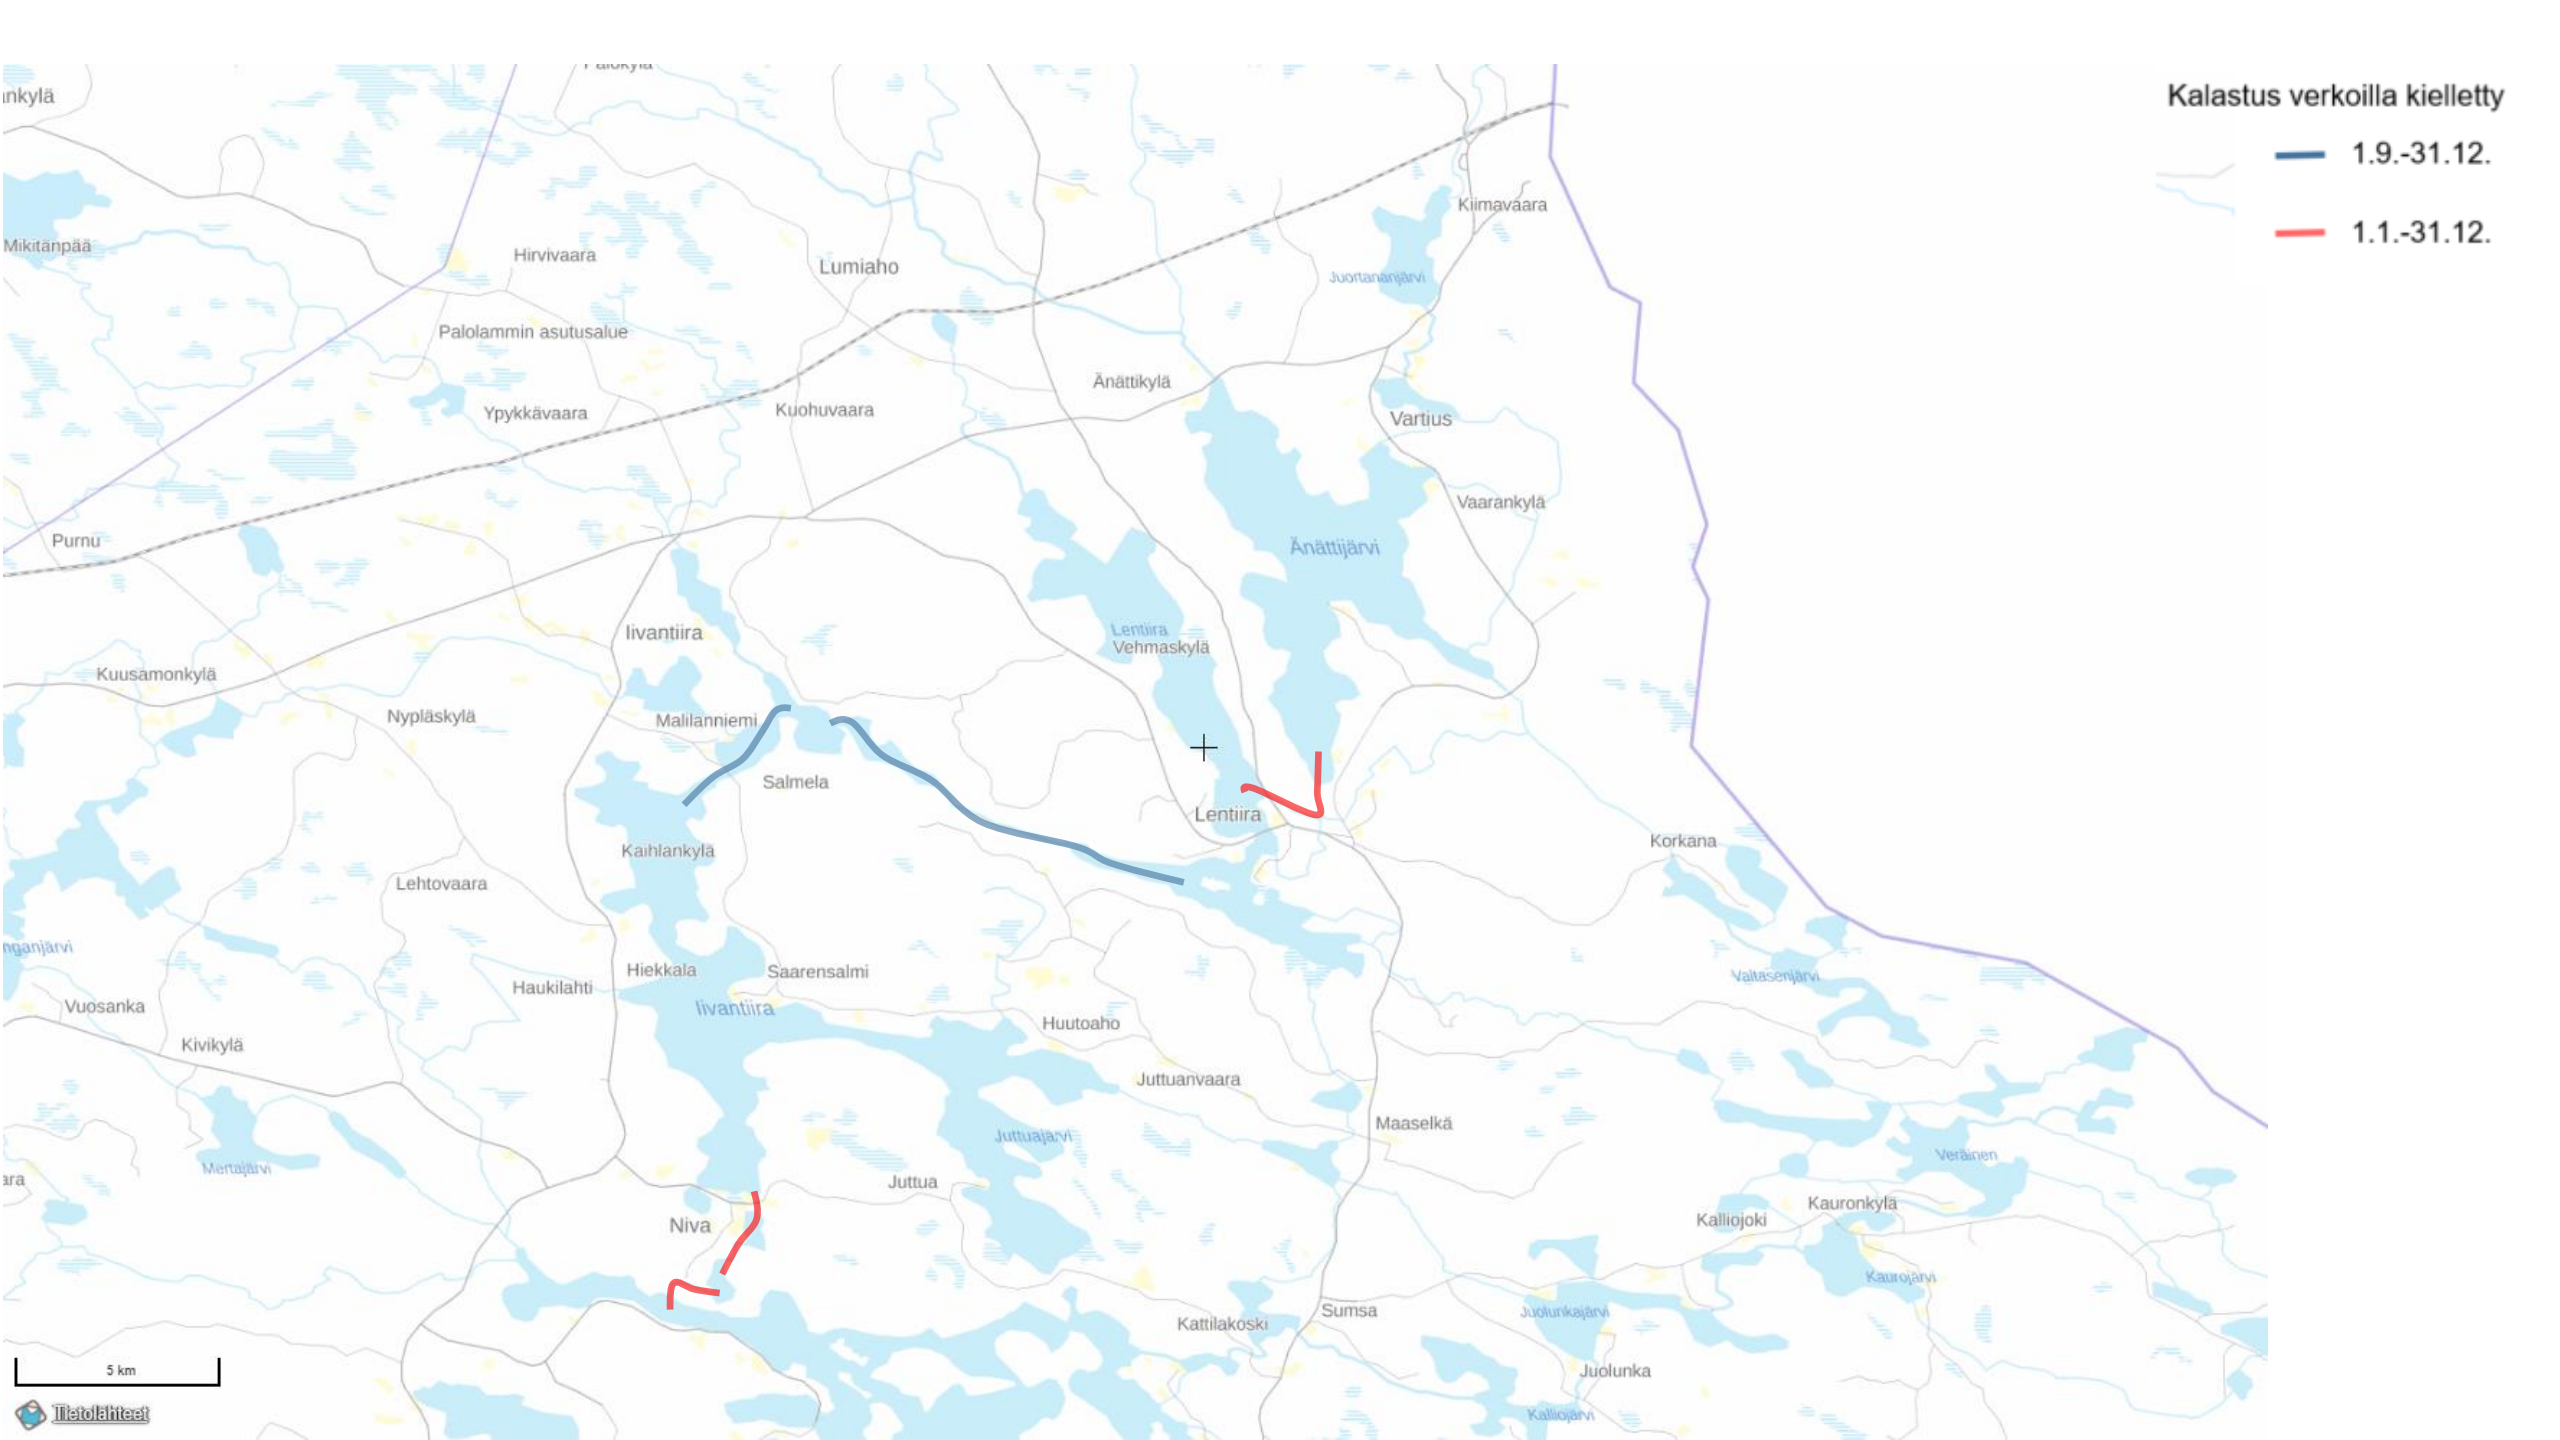 Kalastus verkoilla kielletty
1.9.-31.12.
1.1.-31.12.
Mikitänpää
Kiimavaara
Hirvivaara
Lumiaho
Juortananjärvi
Palolammin asutusalue
Änättikylä
Ypykkävaara
Kuohuvaara
Vartius
Vaarankylä
Purnu
Änättijärvi
Iivantiira
Lentiira
Vehmaskylä
Kuusamonkylä
Nypläskylä
Malilanniemi
Salmela
Lentiira
Kaihlankylä
Korkana
Lehtovaara
nganjärvi
Hiekkala
Saarensalmi
Valtasenjärvi
Haukilahti
Vuosanka
Iivantiira
Huutoaho
Kivikylä
Juttuanvaara
Maaselkä
Juttuajärvi
Veräinen
Mertajärvi
ara
Juttua
Kauronkylä
Niva
Kalliojoki
Kaurojärvi
Sumsa
Juolunkajärvi
Kattilakoski
5 km
Juolunka
Tietolähteet
Kalliojärvi